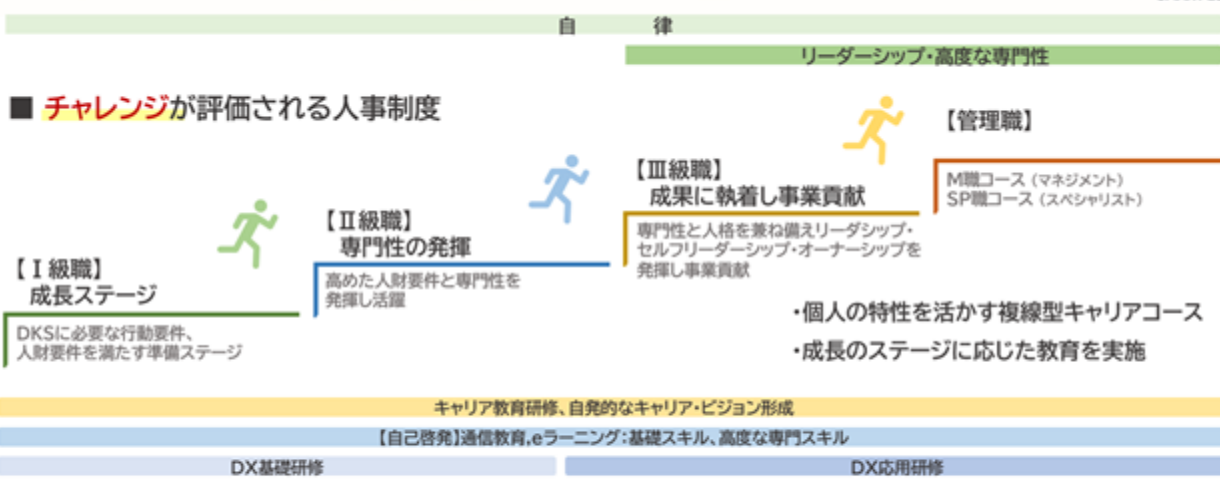 自 律
リーダーシップ・高度な専門性
■ チャレンジが評価される人事制度
【管理職】
M職コース (マネジメント)
SP職コース (スペシャリスト)
【Ⅲ級職】
成果に執着し事業貢献
専門性と人格を兼ね備えリーダシップ・
セルフリーダーシップ・オーナーシップを
発揮し事業貢献
【Ⅱ級職】
専門性の発揮
高めた人財要件と専門性を
発揮し活躍
【Ⅰ級職】
成長ステージ
DKSに必要な行動要件、
人財要件を満たす準備ステージ
・個人の特性を活かす複線型キャリアコース
・成長のステージに応じた教育を実施
キャリア教育研修、自発的なキャリア・ビジョン形成
【自己啓発】通信教育,eラーニング：基礎スキル、高度な専門スキル
DX基礎研修
DX応用研修